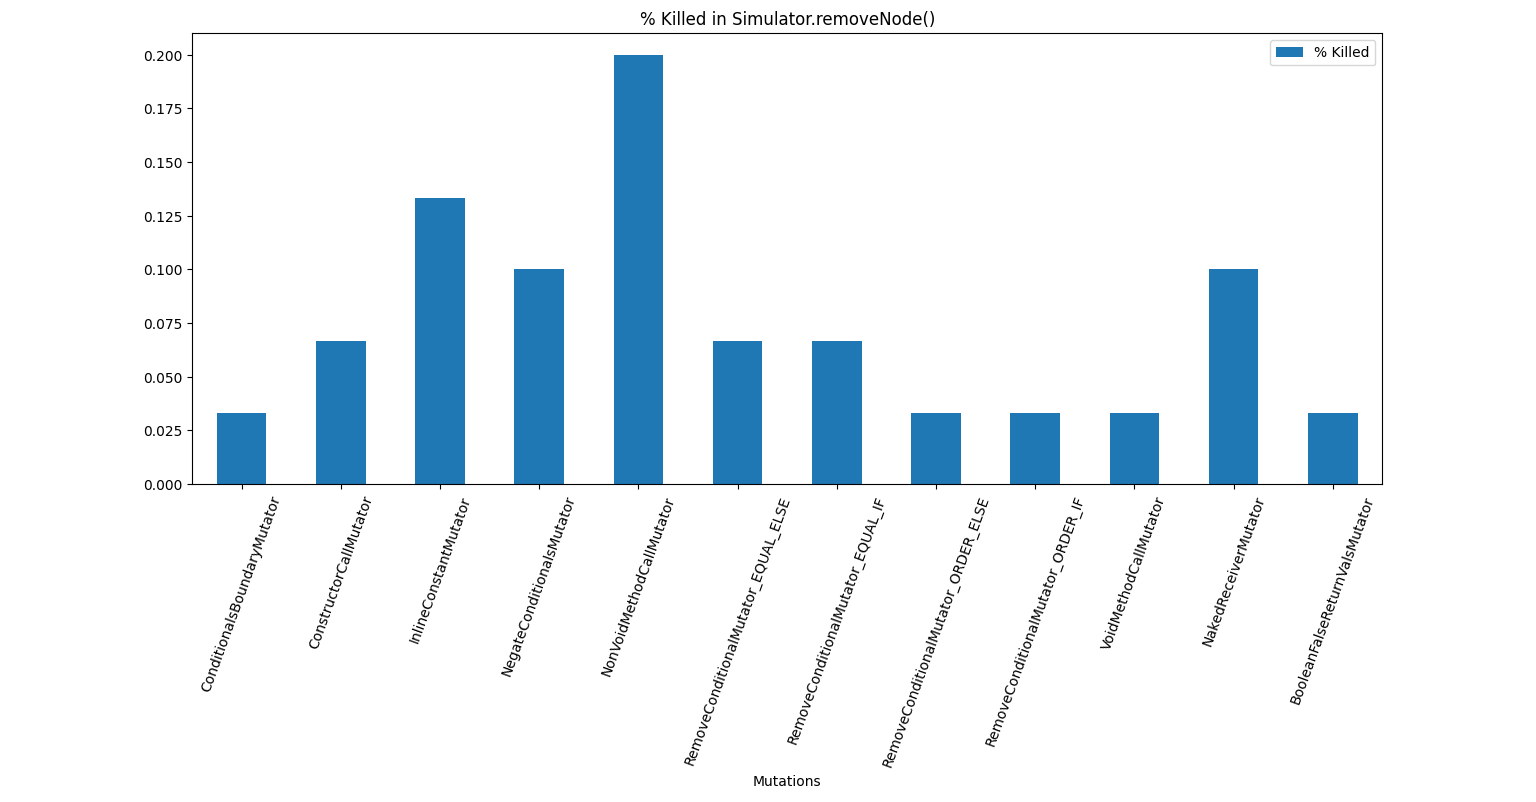 % Killed in Simulator.removeNode()
% Killed
0.200
0.175
0.150
0.125
0.100
0.075
0.050
0.025
0.000
ConditionalsBoundaryMutator
ConstructorCallMutator
InlineConstantMutator
NegateConditionalsMutator
NonVoidMethodCallMutator
RemoveConditionalMutator_EQUAL_ELSE
RemoveConditionalMutator_EQUAL_IF
RemoveConditionalMutator_ORDER_ELSE
RemoveConditionalMutator_ORDER_IF
VoidMethodCallMutator
NakedReceiverMutator
BooleanFalseReturnValsMutator
Mutations